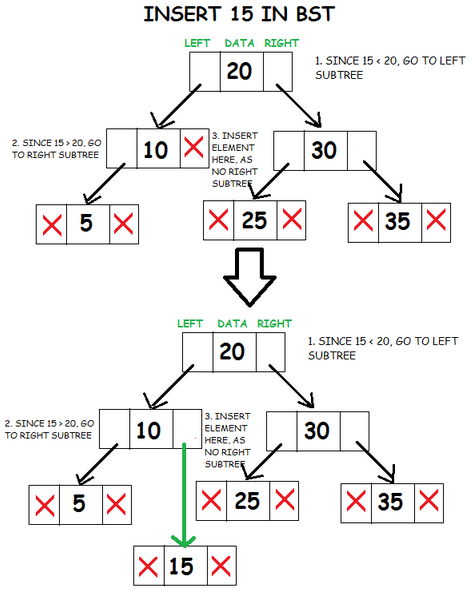 INSERT 15 IN BST
LEFT DATA RIGHT
20
1. SINCE 15 < 20, GO TO LEFT
SUBTREE
2. SINCE 15 > 20, GO
TO RIGHT SUBTREE
10
3. INSERT
ELEMENT
HERE, AS
NO RIGHT
SUBTREE
30
5
25
35
LEFT DATA RIGHT
20
1. SINCE 15 < 20, GO TO LEFT
SUBTREE
2. SINCE 15 > 20, GO
TO RIGHT SUBTREE
10
3. INSERT
ELEMENT
HERE, AS
NO RIGHT
SUBTREE
30
5
25
35
15